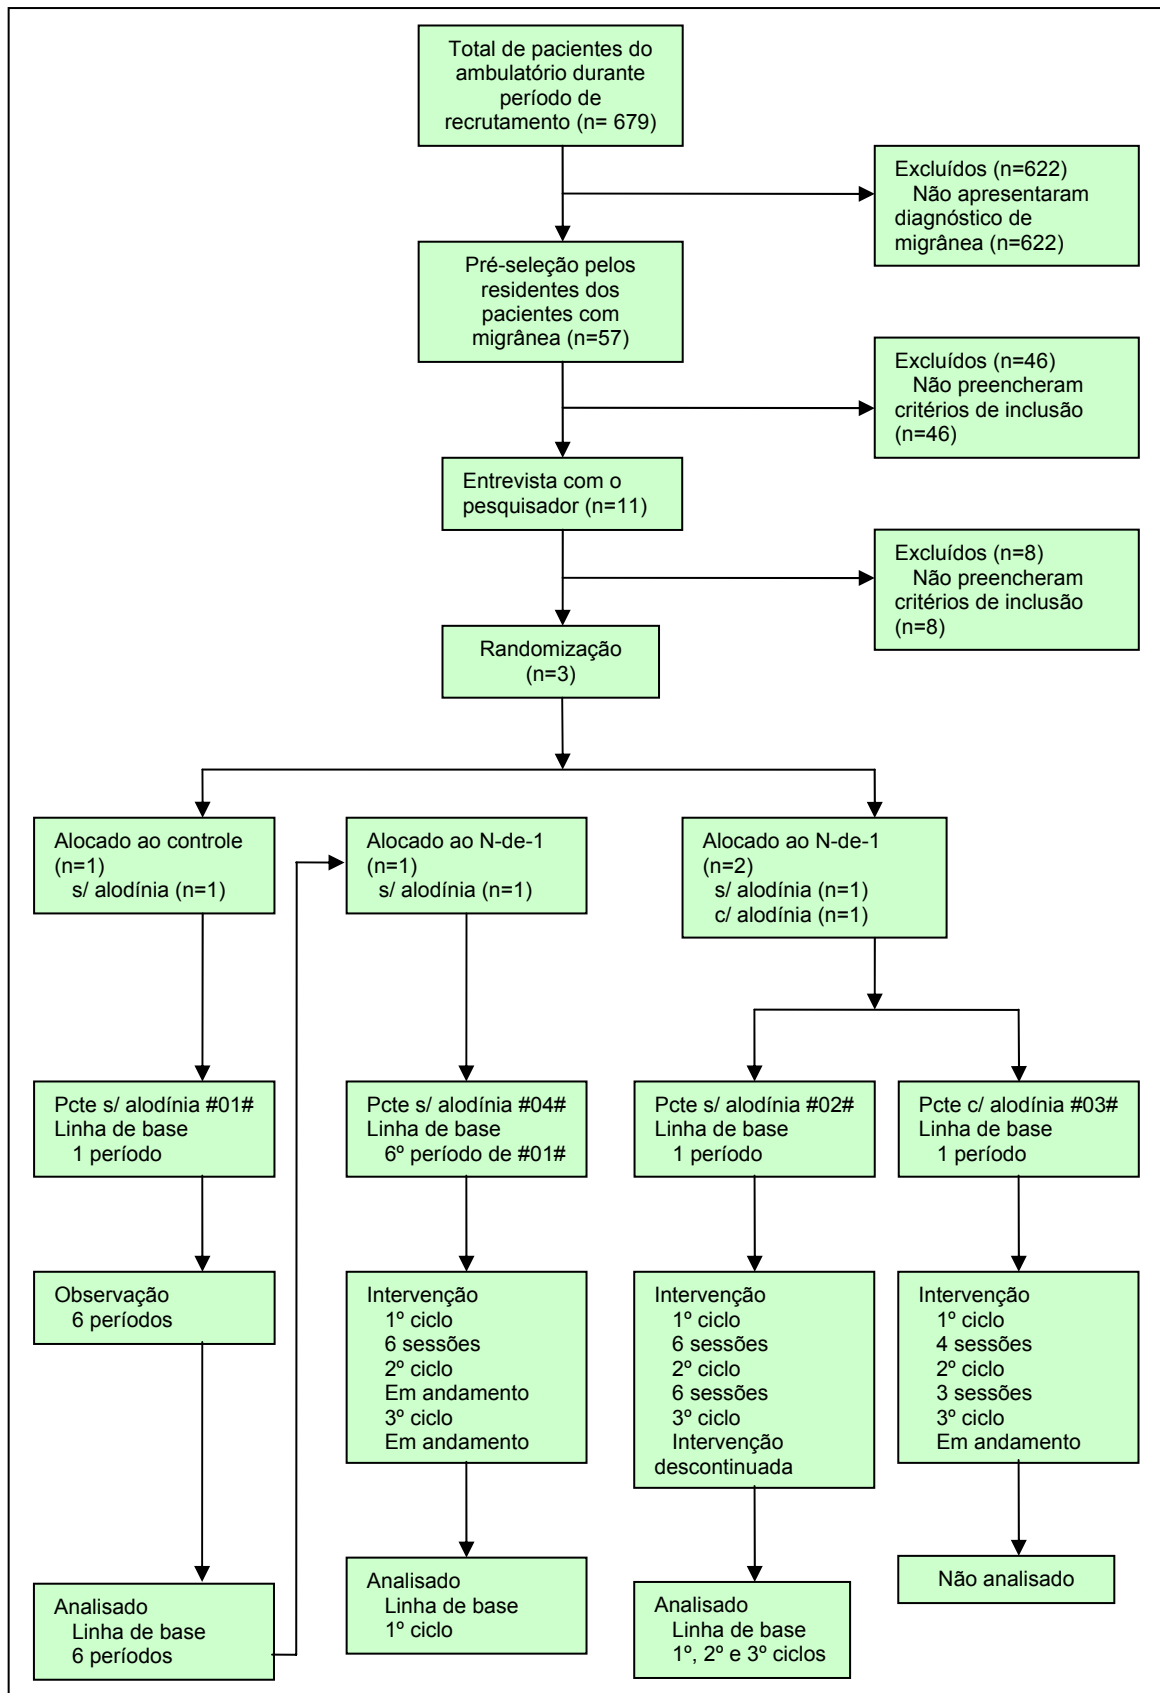 Total de pacientes do
ambulatório durante
período de
recrutamento (n= 679)
Excluídos (n=622)
Não apresentaram
diagnóstico de
migrânea (n=622)
Pré-seleção pelos
residentes dos
pacientes com
migrânea (n=57)
Excluídos (n=46)
Não preencheram
critérios de inclusão
(n=46)
Entrevista com o
pesquisador (n=11)
Excluídos (n=8)
Não preencheram
critérios de inclusão
(n=8)
Randomização
(n=3)
Alocado ao controle
(n=1)
s/ alodínia (n=1)
Alocado ao N-de-1
(n=1)
s/ alodínia (n=1)
Alocado ao N-de-1
(n=2)
s/ alodínia (n=1)
c/ alodínia (n=1)
Pcte s/ alodínia #01#
Linha de base
1 período
Pcte s/ alodínia #04#
Linha de base
6º período de #01#
Pcte s/ alodínia #02#
Linha de base
1 período
Pcte c/ alodínia #03#
Linha de base
1 período
Observação
6 períodos
Intervenção
1º ciclo
6 sessões
2º ciclo
Em andamento
3º ciclo
Em andamento
Intervenção
1º ciclo
6 sessões
2º ciclo
6 sessões
3º ciclo
Intervenção
descontinuada
Intervenção
1º ciclo
4 sessões
2º ciclo
3 sessões
3º ciclo
Em andamento
Analisado
Linha de base
6 períodos
Analisado
Linha de base
1º ciclo
Analisado
Linha de base
1º, 2º e 3º ciclos
Não analisado